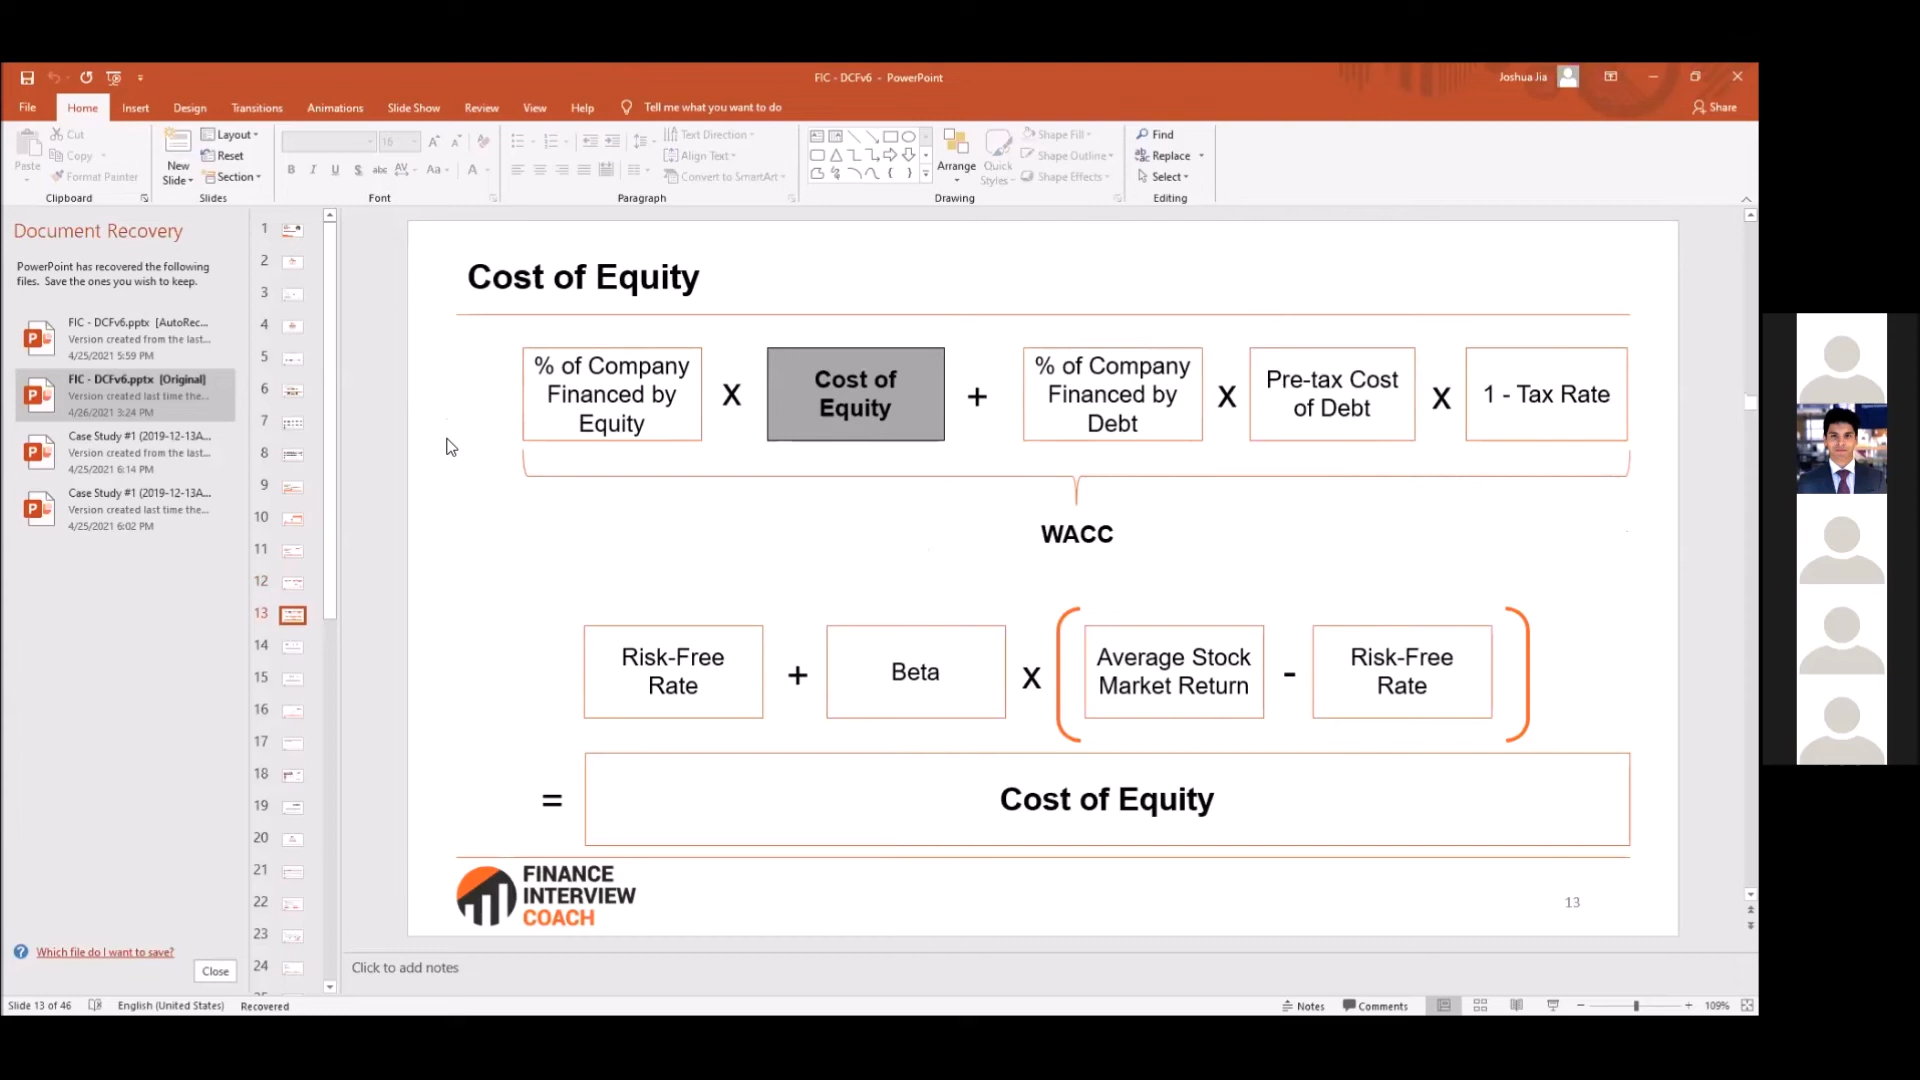 FIC - DCFv6 - PowerPoint
Joshua Jia
File Home Insert Design Transitions Animations Slide Show Review View Help Tell me what you want to do
Share
Paste
Cut
Copy
Format Painter
Clipboard
New Slide
Layout
Reset
Section
Slides
16
B I U S abc AV Aa A
Font
Text Direction
Align Text
Convert to SmartArt
Paragraph
Arrange
Quick Styles
Shape Fill
Shape Outline
Shape Effects
Drawing
Find
Replace
Select
Editing
Document Recovery
PowerPoint has recovered the following
files. Save the ones you wish to keep.
FIC - DCFv6.pptx [AutoRec...
Version created from the last...
4/25/2021 5:59 PM
FIC - DCFv6.pptx [Original]
Version created last time the...
4/26/2021 3:24 PM
Case Study #1 (2019-12-13A...
Version created from the last...
4/25/2021 6:14 PM
Case Study #1 (2019-12-13A...
Version created last time the...
4/25/2021 6:02 PM
Which file do I want to save?
Close
1
2
3
4
5
6
7
8
9
10
11
12
13
14
15
16
17
18
19
20
21
22
23
24
Cost of Equity
% of Company
Financed by
Equity
X
Cost of
Equity
+
% of Company
Financed by
Debt
X
Pre-tax Cost
of Debt
X
1 - Tax Rate
WACC
Risk-Free
Rate
+
Beta
X
Average Stock
Market Return
-
Risk-Free
Rate
=
Cost of Equity
FINANCE
INTERVIEW
COACH
13
Click to add notes
Slide 13 of 46 English (United States) Recovered
Notes Comments 109%